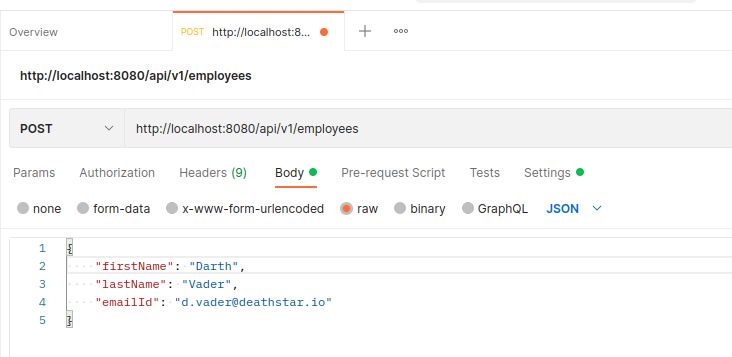 Overview
POST http://localhost:8... + ooo
http://localhost:8080/api/v1/employees
POST http://localhost:8080/api/v1/employees
Params Authorization Headers (9) Body Pre-request Script Tests Settings
none form-data x-www-form-urlencoded raw binary GraphQL JSON
1 {
2 "firstName": "Darth",
3 "lastName": "Vader",
4 "emailId": "d.vader@deathstar.io"
5 }